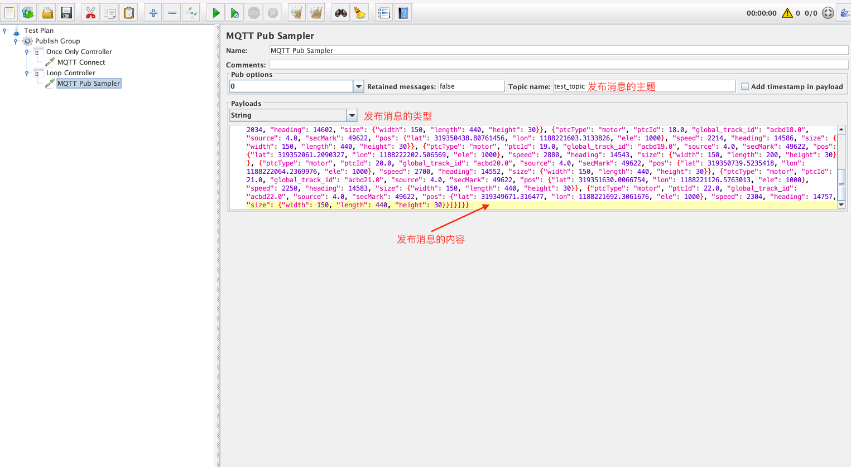 00:00:00 0 0/0
Test Plan
Publish Group
Once Only Controller
MQTT Connect
Loop Controller
MQTT Pub Sampler
MQTT Pub Sampler
Name: MQTT Pub Sampler
Comments:
Pub options
0 Retained messages: false Topic name: test_topic 发布消息的主题 Add timestamp in payload
Payloads
String 发布消息的类型
2034, "heading": 14602, "size": {"width": 150, "length": 440, "height": 30}}, {"ptcType": "motor", "ptcId": 18.0, "global_track_id": "acbd18.0",
"source": 4.0, "secMark": 49622, "pos": {"lat": 319350438.80761456, "lon": 1188221603.3133826, "ele": 1000}, "speed": 2214, "heading": 14586, "size": {
"width": 150, "length": 440, "height": 30}}, {"ptcType": "motor", "ptcId": 19.0, "global_track_id": "acbd19.0", "source": 4.0, "secMark": 49622, "pos":
{"lat": 319352061.2090327, "lon": 1188222202.506569, "ele": 1000}, "speed": 2880, "heading": 14543, "size": {"width": 150, "length": 200, "height": 30}
}, {"ptcType": "motor", "ptcId": 20.0, "global_track_id": "acbd20.0", "source": 4.0, "secMark": 49622, "pos": {"lat": 319350739.5235418, "lon":
1188222064.2369976, "ele": 1000}, "speed": 2700, "heading": 14552, "size": {"width": 150, "length": 440, "height": 30}}, {"ptcType": "motor", "ptcId":
21.0, "global_track_id": "acbd21.0", "source": 4.0, "secMark": 49622, "pos": {"lat": 319351630.0066754, "lon": 1188221126.5763013, "ele": 1000},
"speed": 2250, "heading": 14583, "size": {"width": 150, "length": 440, "height": 30}}, {"ptcType": "motor", "ptcId": 22.0, "global_track_id":
"acbd22.0", "source": 4.0, "secMark": 49622, "pos": {"lat": 319349671.316477, "lon": 1188221692.3061676, "ele": 1000}, "speed": 2304, "heading": 14757,
"size": {"width": 150, "length": 440, "height": 30}}]}]}
发布消息的内容